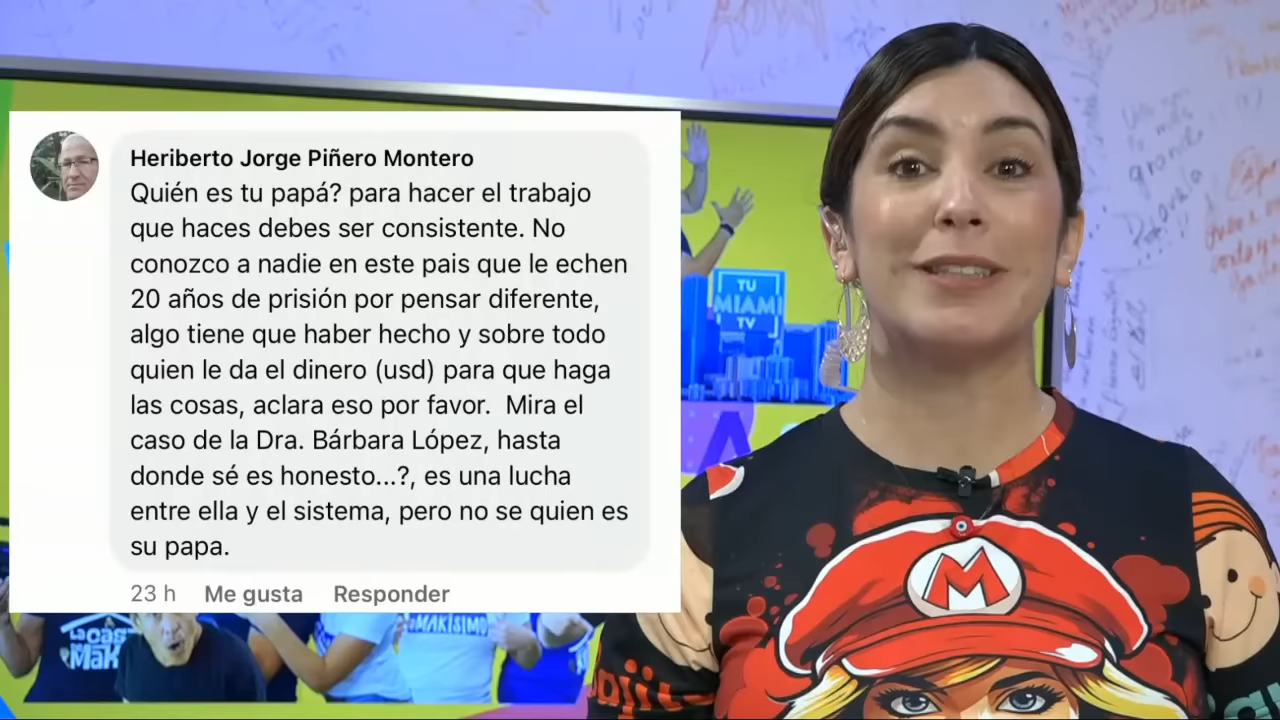 Heriberto Jorge Piñero Montero
Quién es tu papá? para hacer el trabajo
que haces debes ser consistente. No
conozco a nadie en este pais que le echen
20 años de prisión por pensar diferente,
algo tiene que haber hecho y sobre todo
quien le da el dinero (usd) para que haga
las cosas, aclara eso por favor.  Mira el
caso de la Dra. Bárbara López, hasta
donde sé es honesto...?, es una lucha
entre ella y el sistema, pero no se quien es
su papa.
23 h Me gusta Responder
TU
MIAMI
TV
LA CASA
MAK
MAKÍSIMO
M